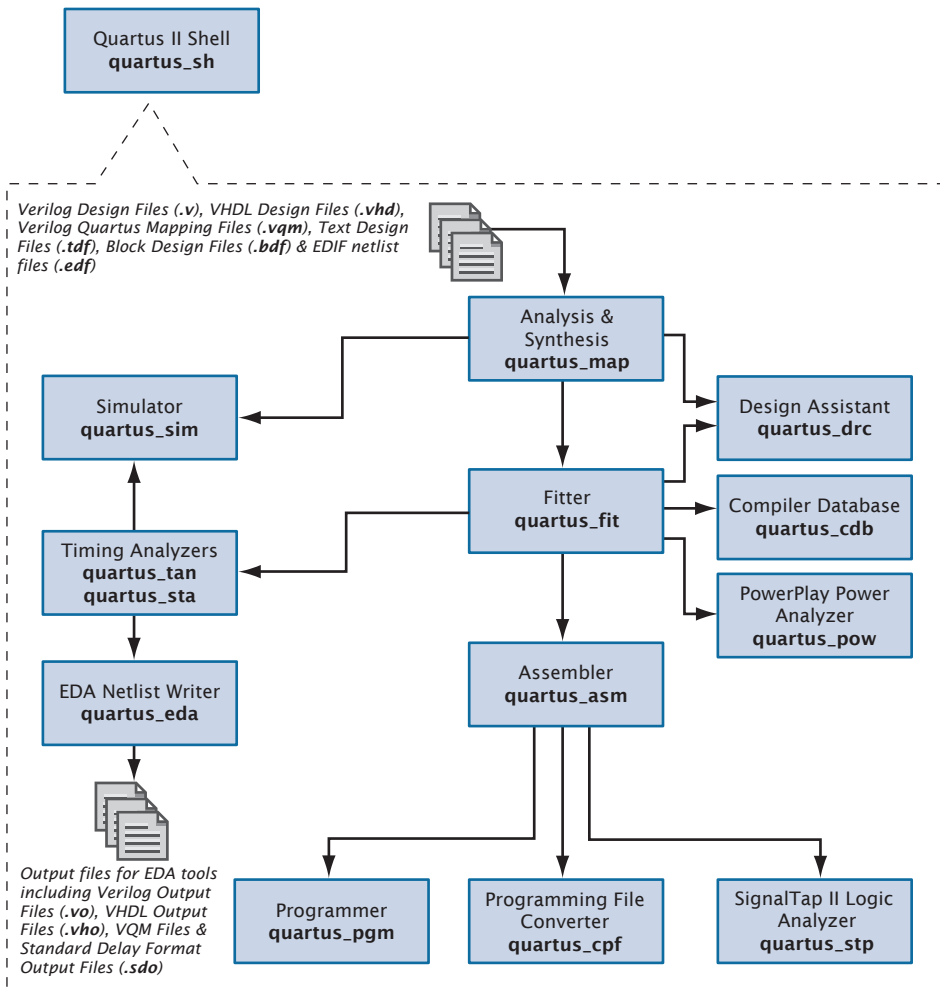 Quartus II Shell
quartus_sh
Verilog Design Files (.v), VHDL Design Files (.vhd),
Verilog Quartus Mapping Files (.vqm), Text Design
Files (.tdf), Block Design Files (.bdf) & EDIF netlist
files (.edf)
Analysis &
Synthesis
quartus_map
Simulator
quartus_sim
Design Assistant
quartus_drc
Fitter
quartus_fit
Compiler Database
quartus_cdb
Timing Analyzers
quartus_tan
quartus_sta
PowerPlay Power
Analyzer
quartus_pow
EDA Netlist Writer
quartus_eda
Assembler
quartus_asm
Output files for EDA tools
including Verilog Output
Files (.vo), VHDL Output
Files (.vho), VQM Files &
Standard Delay Format
Output Files (.sdo)
Programmer
quartus_pgm
Programming File
Converter
quartus_cpf
SignalTap II Logic
Analyzer
quartus_stp